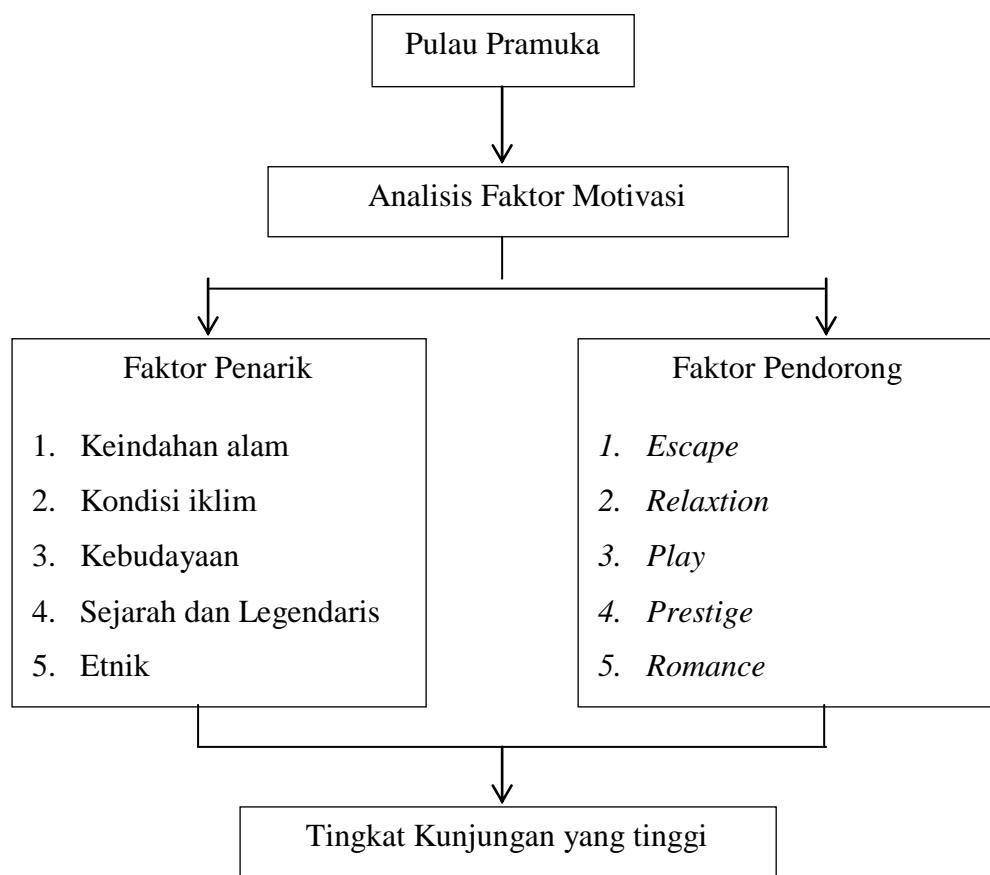 Pulau Pramuka
Analisis Faktor Motivasi
Faktor Penarik
1. Keindahan alam
2. Kondisi iklim
3. Kebudayaan
4. Sejarah dan Legendaris
5. Etnik
Faktor Pendorong
1. Escape
2. Relaxtion
3. Play
4. Prestige
5. Romance
Tingkat Kunjungan yang tinggi